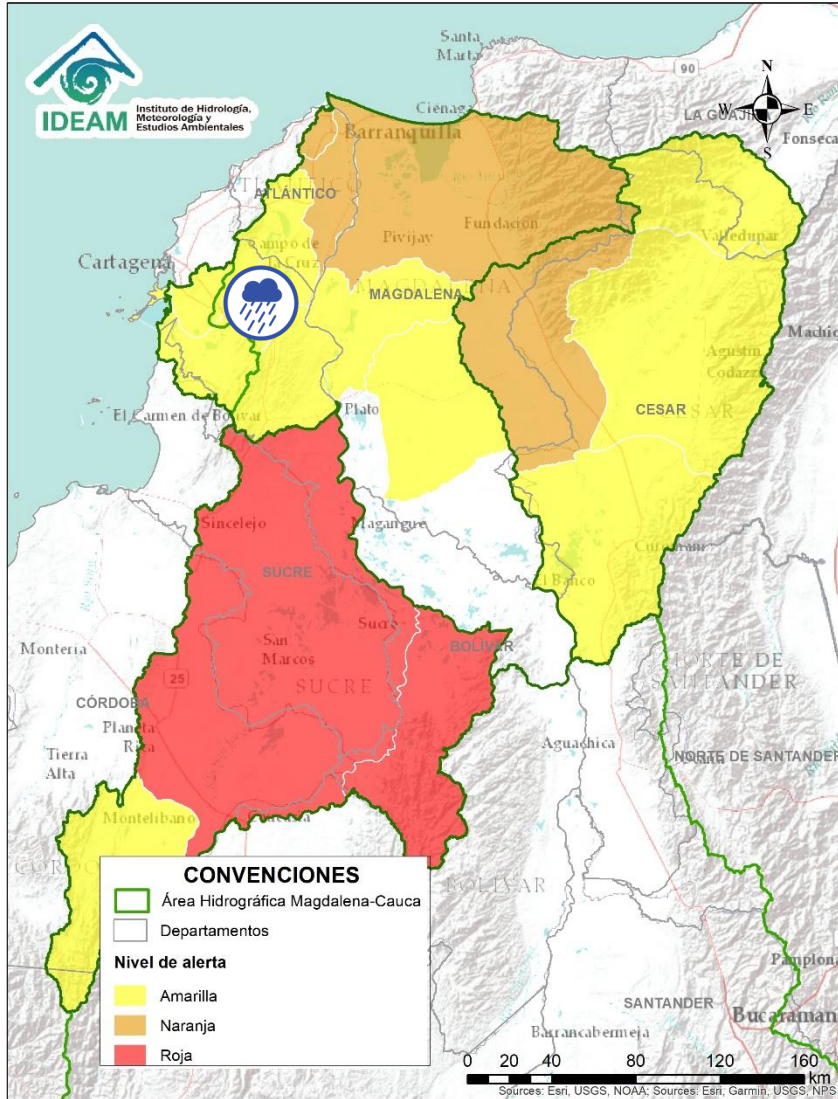 IDEAM
Instituto de Hidrología,
Meteorología y
Estudios Ambientales
Santa
Marta
90
N
W
E
S
LA GUAJIRA
Fonseca
Ciénaga
Barranquilla
ATLÁNTICO
Valledupar
Fundación
Pivijay
Campo de
la Cruz
Cartagena
MAGDALENA
Agustín
Codazzi
CESAR
El Carmen de Bolívar
Plato
Sincelejo
Magangue
SUCRE
El Banco
Sucre
BOLÍVAR
San
Marcos
SUCRE
Montería
25
CÓRDOBA
Planeta
Rica
Tierra
Alta
NORTE DE
SANTANDER
Aguachica
NORTE DE SANTANDER
Montelíbano
BOLÍVAR
CONVENCIONES
Área Hidrográfica Magdalena-Cauca
Departamentos
Nivel de alerta
Amarilla
Naranja
Roja
Pamplona
SANTANDER
Bucaraman
Barrancabermeja
0 20 40 80 120 160
Km
Sources: Esri, USGS, NOAA; Sources: Esri, Garmin, USGS, NPS